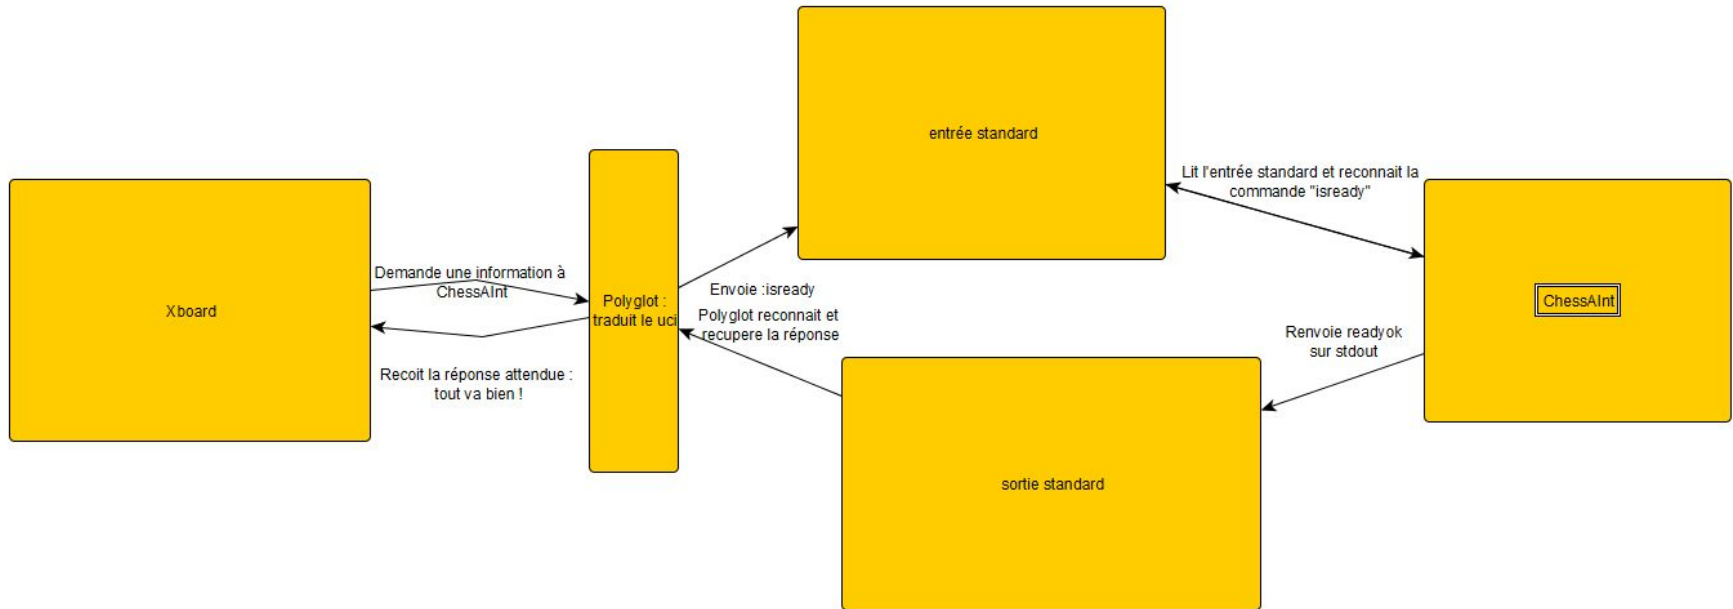 entrée standard
Lit l'entrée standard et reconnait la
commande "isready"
Demande une information à
ChessAInt
Xboard
Polyglot :
traduit le uci
Envoie :isready
Polyglot reconnait et
recupere la réponse
ChessAInt
Renvoie readyok
sur stdout
Recoit la réponse attendue :
tout va bien !
sortie standard